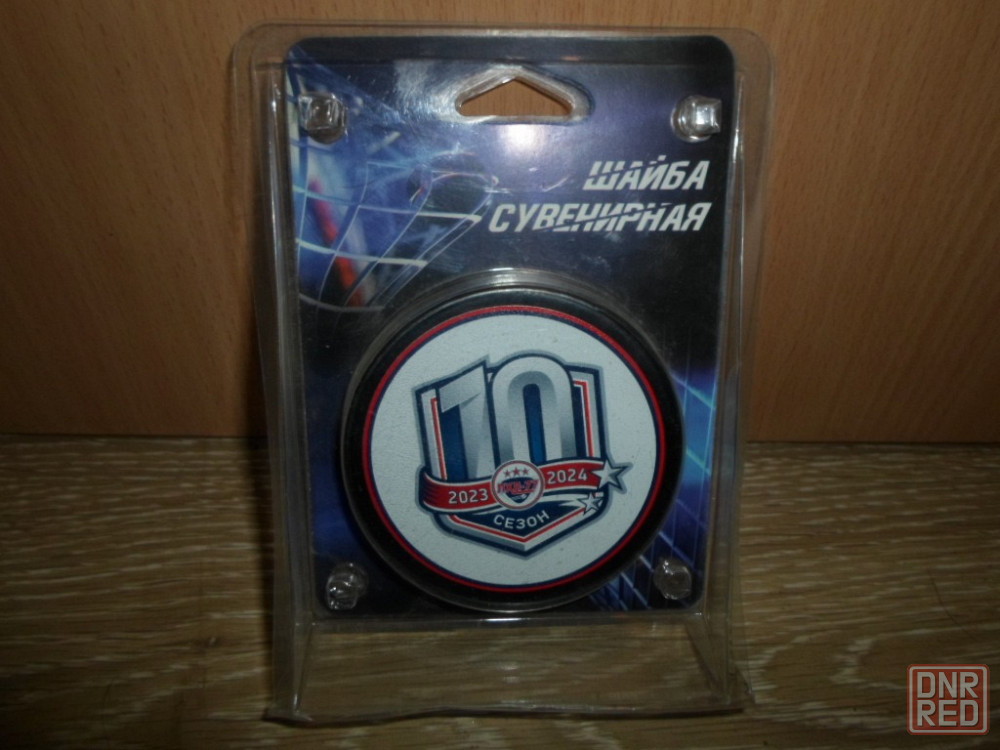 ШАЙБА
СУВЕНИРНАЯ
10
2023 2024
СЕЗОН
DNR
RED